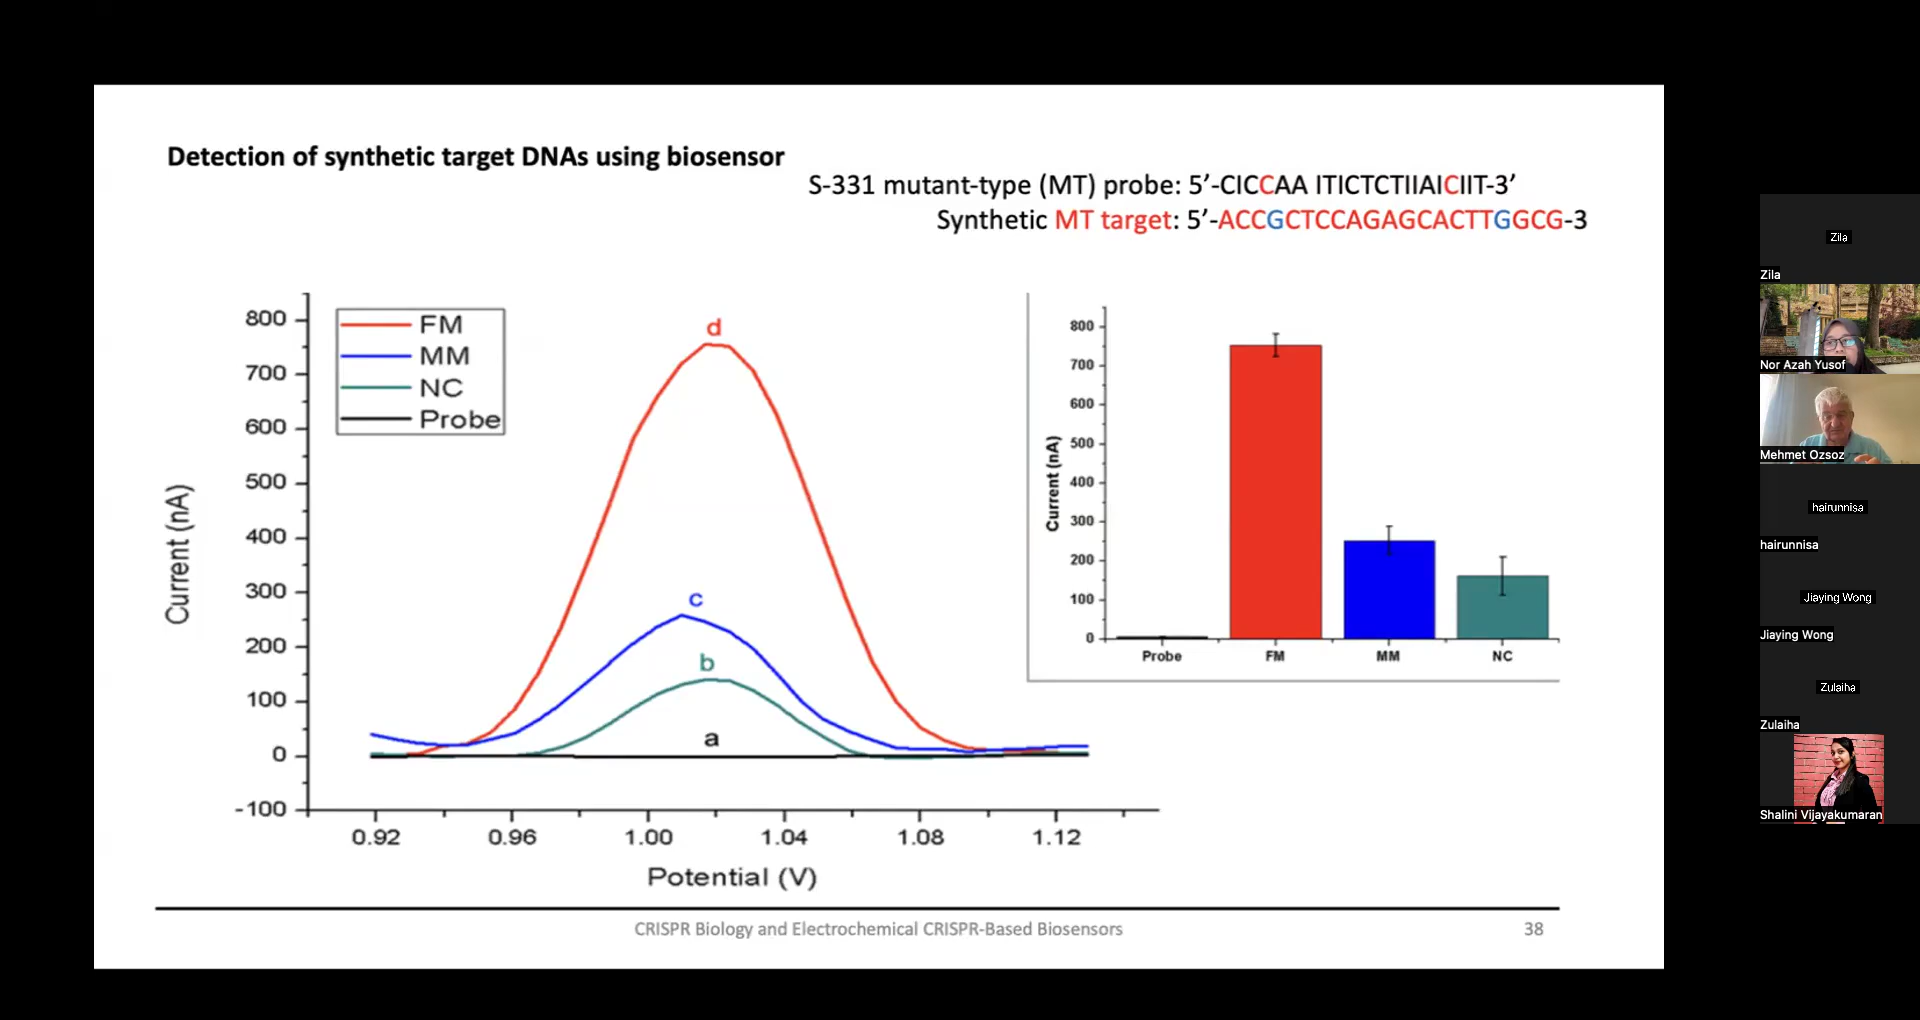 Detection of synthetic target DNAs using biosensor
S-331 mutant-type (MT) probe: 5’-CICCAA ITICTCTIIAICIIT-3’
Synthetic MT target: 5’-ACCGCTCCAGAGCACTTGGCG-3
800
700
600
500
400
300
200
100
0
-100
Current (nA)
FM
MM
NC
Probe
d
c
b
a
0.92
0.96
1.00
1.04
1.08
1.12
Potential (V)
800
700
600
500
400
300
200
100
0
Current (nA)
Probe
FM
MM
NC
CRISPR Biology and Electrochemical CRISPR-Based Biosensors
38
Zila
Zila
Nor Azah Yusof
Mehmet Ozsoz
hairunnisa
hairunnisa
Jiaying Wong
Jiaying Wong
Zulaiha
Zulaiha
Shalini Vijayakumaran